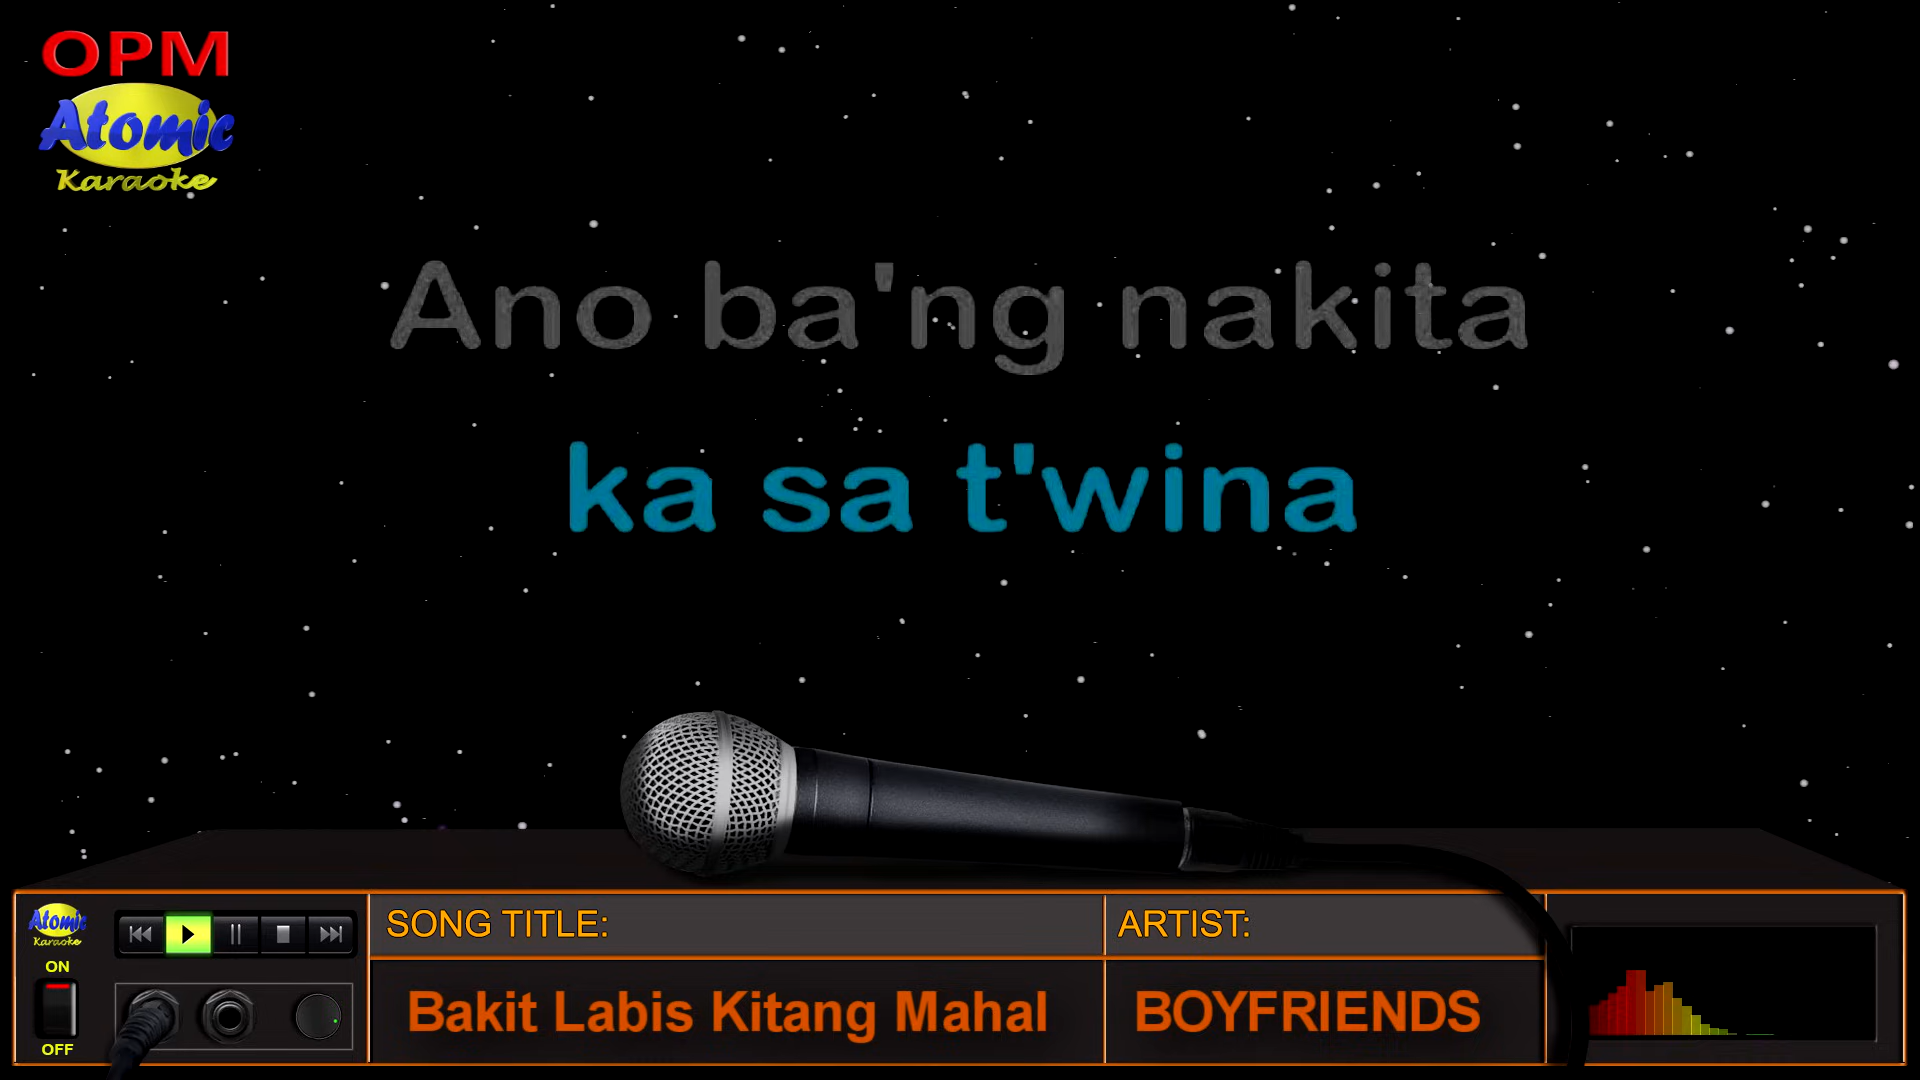 OPM
Atomic
Karaoke
Ano ba'ng nakita
ka sa t'wina
Atomic
Karaoke
ON
OFF
SONG TITLE:
Bakit Labis Kitang Mahal
ARTIST:
BOYFRIENDS